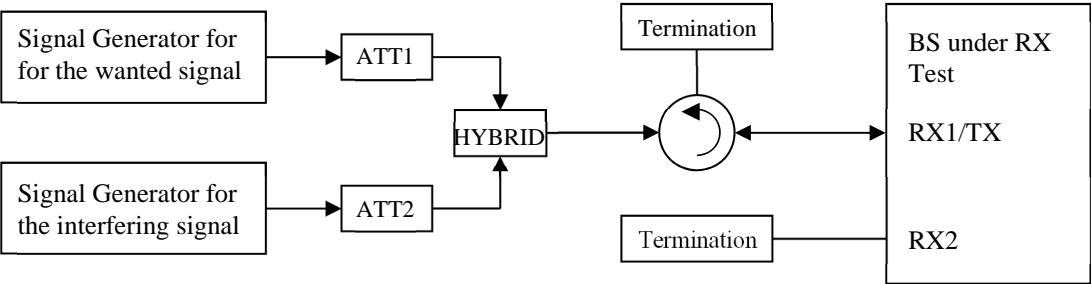 Signal Generator for
for the wanted signal
ATT1
Termination
BS under RX
Test
HYBRID
RX1/TX
Signal Generator for
the interfering signal
ATT2
Termination
RX2